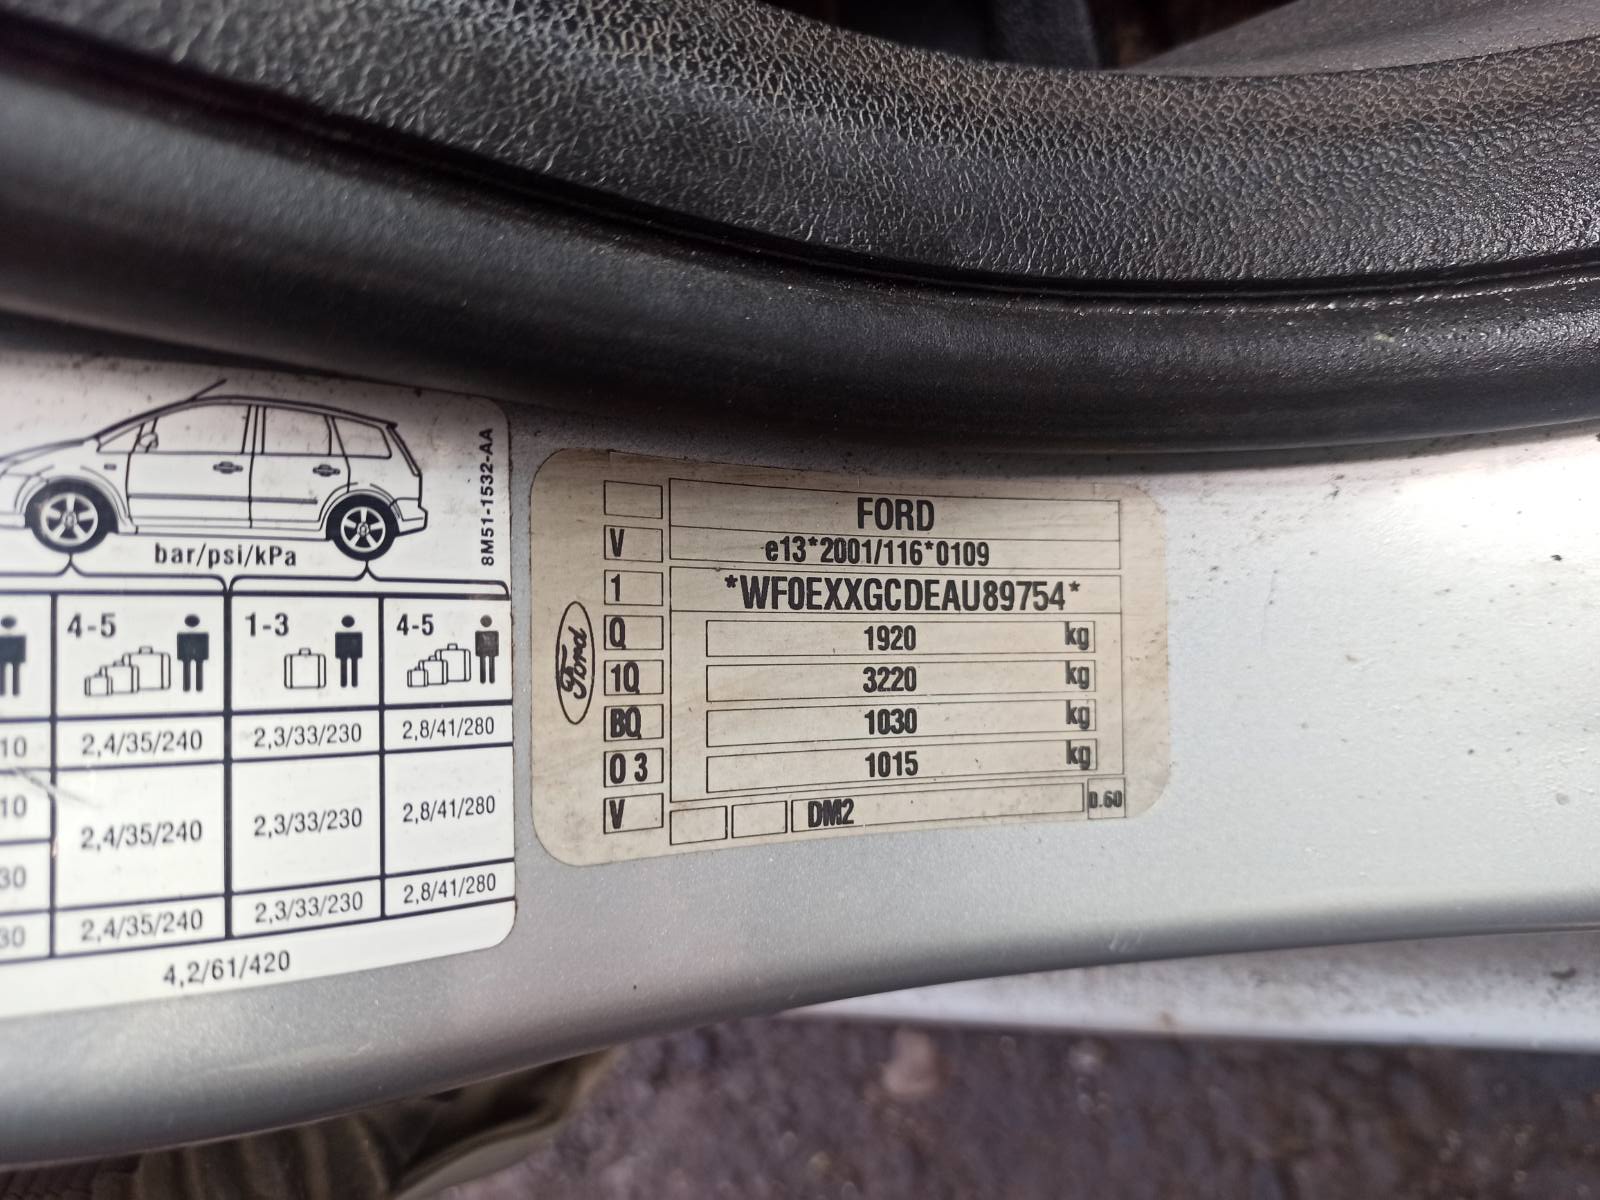 8M51-1532-AA
bar/psi/kPa
4-5 1-3 4-5
10 2,4/35/240 2,3/33/230 2,8/41/280
10 2,4/35/240 2,3/33/230 2,8/41/280
30
30 2,4/35/240 2,3/33/230 2,8/41/280
4,2/61/420
Ford
FORD
V e13*2001/116*0109
1 *WF0EXXGCDEAU89754*
Q 1920 kg
1Q 3220 kg
BQ 1030 kg
0 3 1015 kg
V DM2 D.60